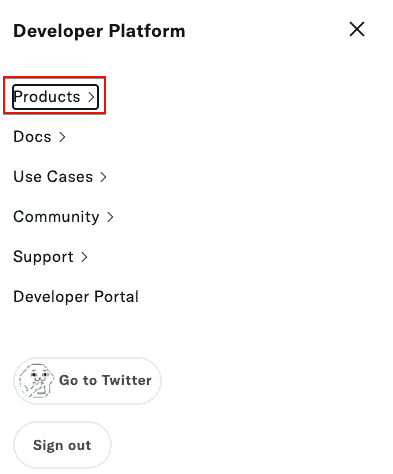 Developer Platform
Products
Docs
Use Cases
Community
Support
Developer Portal
Go to Twitter
Sign out